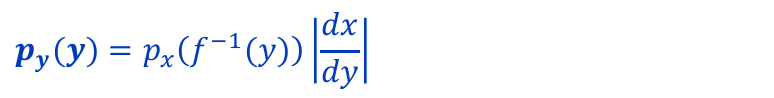 p_y(y) = p_x(f^{-1}(y)) |dx/dy|